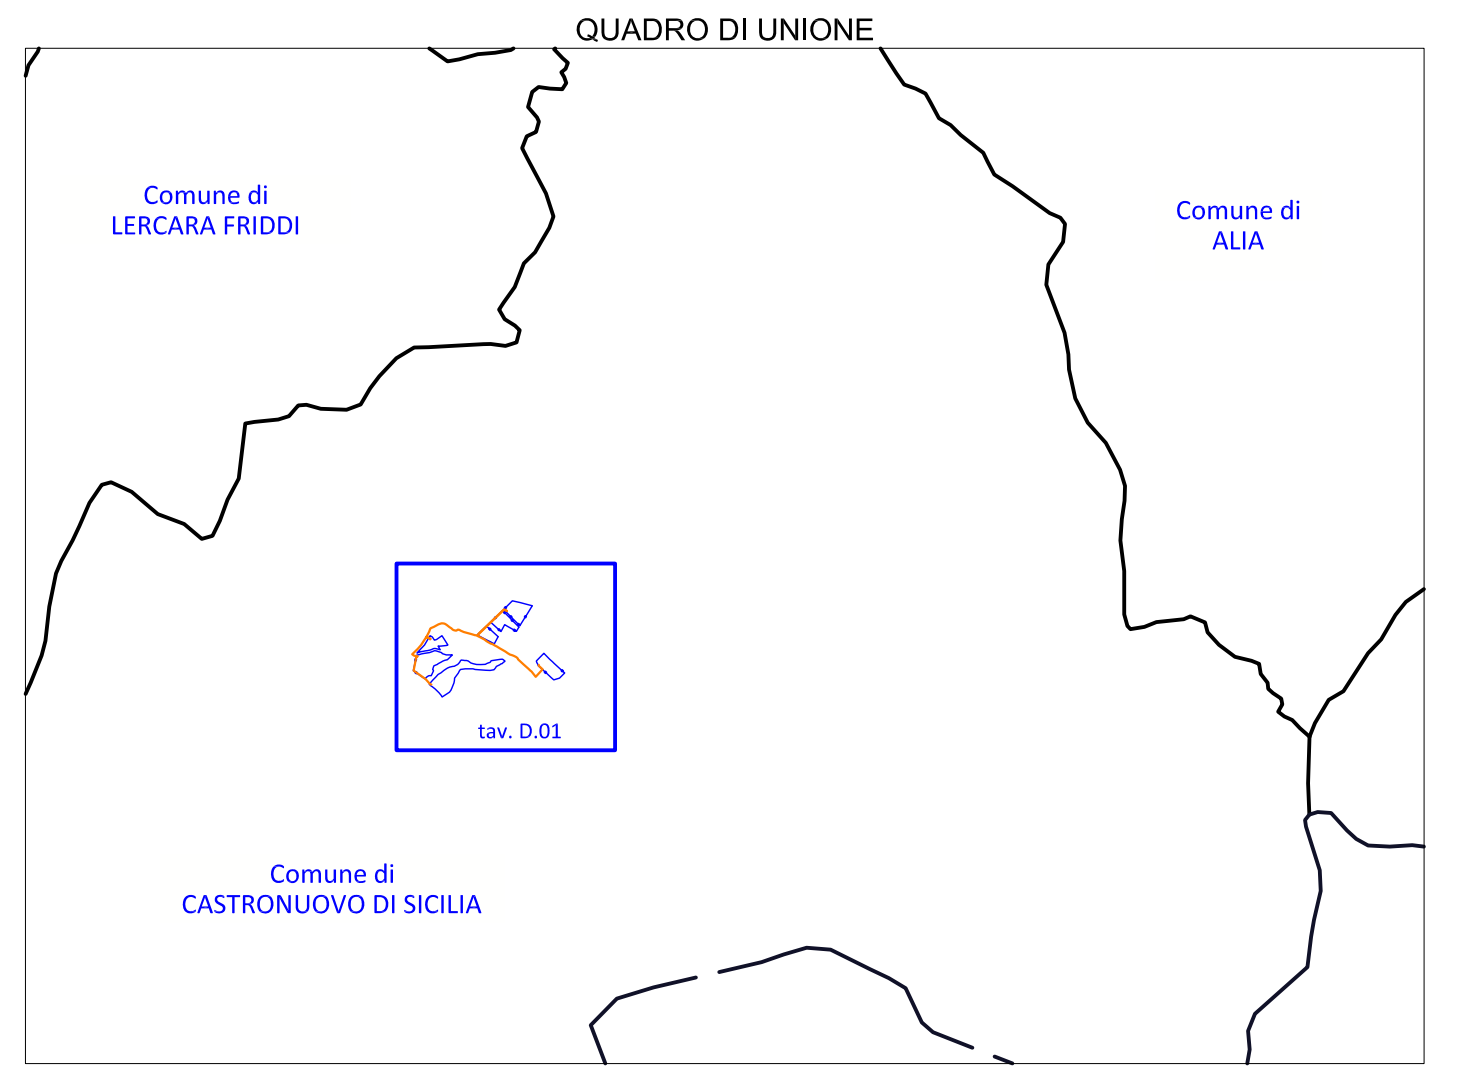 QUADRO DI UNIONE
Comune di
LERCARA FRIDDI
Comune di
ALIA
tav. D.01
Comune di
CASTRONUOVO DI SICILIA